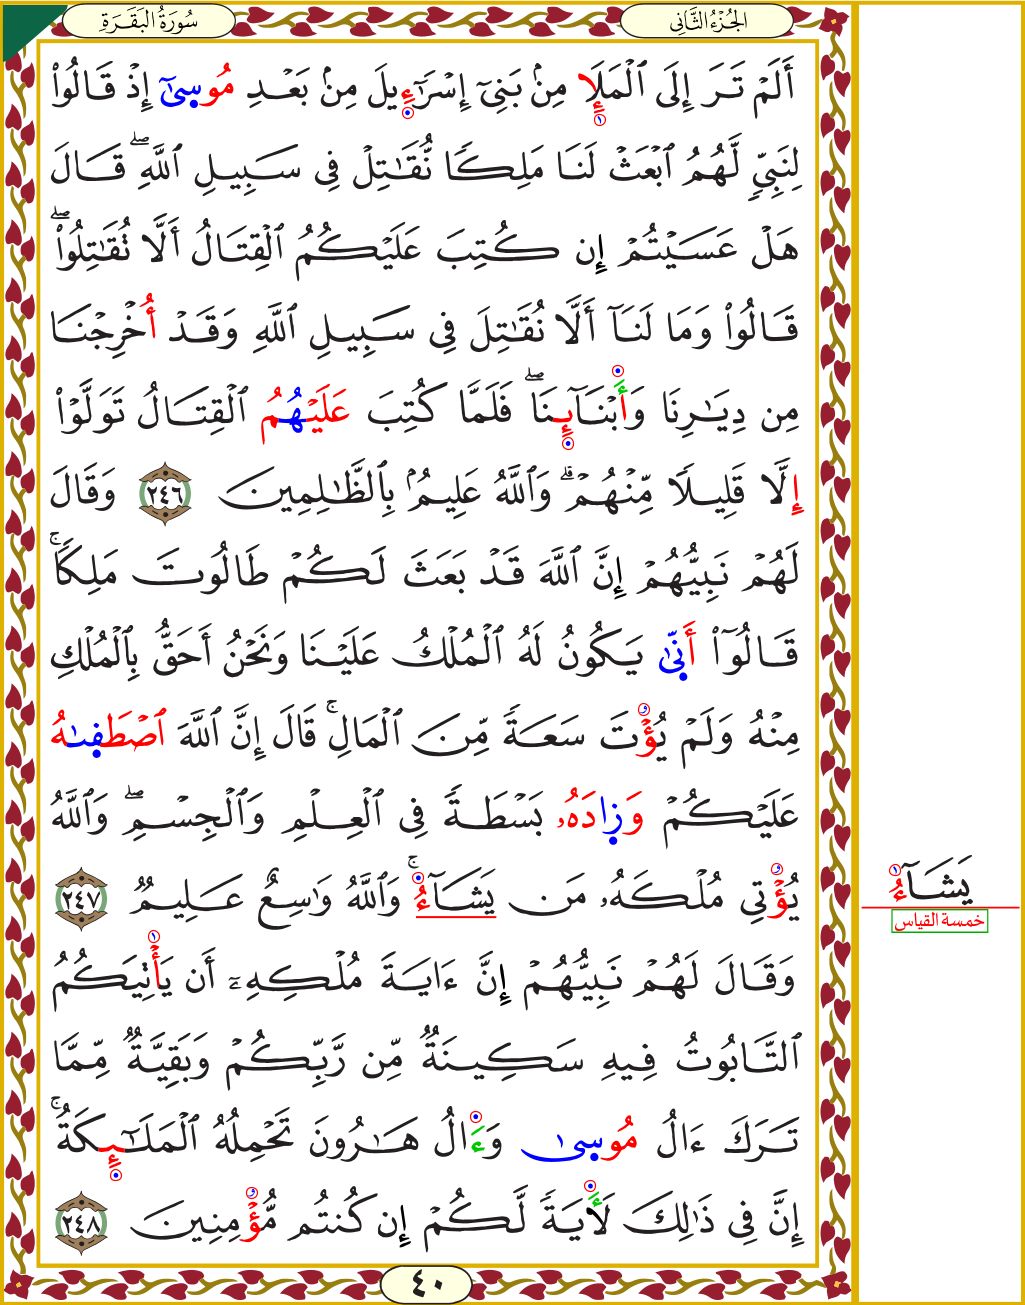 سُورَةُ البَقَرَةِ
الجُزْءُ الثَّانِي
أَلَمْ تَرَ إِلَى ٱلْمَلَإِ مِنۢ بَنِىٓ إِسْرَٰٓءِيلَ مِنۢ بَعْدِ مُوسِىٰٓ إِذْ قَالُوا۟
لِنَبِىٍّ لَّهُمُ ٱبْعَثْ لَنَا مَلِكًا نُّقَٰتِلْ فِى سَبِيلِ ٱللَّهِ ۖ قَالَ
هَلْ عَسَيْتُمْ إِن كُتِبَ عَلَيْكُمُ ٱلْقِتَالُ أَلَّا تُقَٰتِلُوا۟ ۖ
قَالُوا۟ وَمَا لَنَآ أَلَّا نُقَٰتِلَ فِى سَبِيلِ ٱللَّهِ وَقَدْ أُخْرِجْنَا
مِن دِيَٰرِنَا وَأَبْنَآئِنَا ۖ فَلَمَّا كُتِبَ عَلَيْهُمُ ٱلْقِتَالُ تَوَلَّوْا۟
إِلَّا قَلِيلًا مِّنْهُمْ ۗ وَٱللَّهُ عَلِيمٌۢ بِٱلظَّٰلِمِينَ ٢٤٦ وَقَالَ
لَهُمْ نَبِيُّهُمْ إِنَّ ٱللَّهَ قَدْ بَعَثَ لَكُمْ طَالُوتَ مَلِكًا ۚ
قَالُوٓا۟ أَنِّىٰ يَكُونُ لَهُ ٱلْمُلْكُ عَلَيْنَا وَنَحْنُ أَحَقُّ بِٱلْمُلْكِ
مِنْهُ وَلَمْ يُؤْتَ سَعَةً مِّنَ ٱلْمَالِ ۚ قَالَ إِنَّ ٱللَّهَ ٱصْطَفِىٰهُ
عَلَيْكُمْ وَزِادَهُۥ بَسْطَةً فِى ٱلْعِلْمِ وَٱلْجِسْمِ ۖ وَٱللَّهُ
يُؤْتِى مُلْكَهُۥ مَن يَشَآءُ ۚ وَٱللَّهُ وَٰسِعٌ عَلِيمٌ ٢٤٧
يَشَآءُ
خمسة القياس
وَقَالَ لَهُمْ نَبِيُّهُمْ إِنَّ ءَايَةَ مُلْكِهِۦٓ أَن يَأْتِيَكُمُ
ٱلتَّابُوتُ فِيهِ سَكِينَةٌ مِّن رَّبِّكُمْ وَبَقِيَّةٌ مِّمَّا
تَرَكَ ءَالُ مُوسِىٰ وَءَالُ هَٰرُونَ تَحْمِلُهُ ٱلْمَلَٰٓئِكَةُ ۚ
إِنَّ فِى ذَٰلِكَ لَأٓيَةً لَّكُمْ إِن كُنتُم مُّؤْمِنِينَ ٢٤٨
٤٠